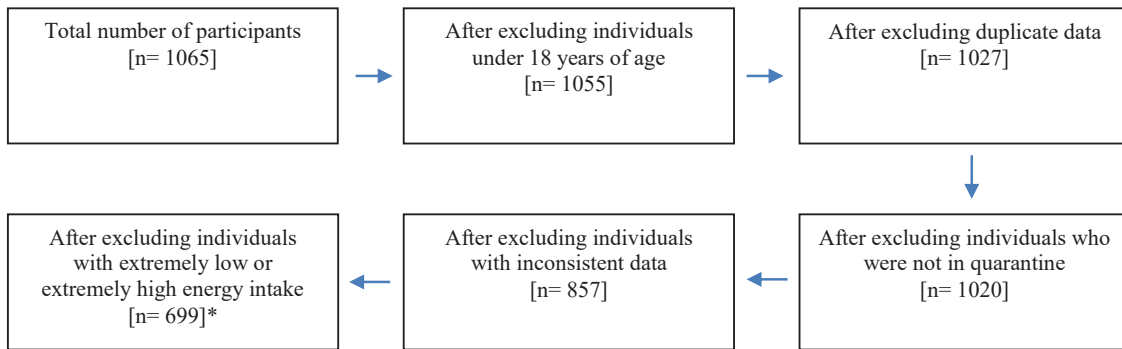 Total number of participants
[n= 1065]
After excluding individuals
under 18 years of age
[n= 1055]
After excluding duplicate data
[n= 1027]
After excluding individuals who
were not in quarantine
[n= 1020]
After excluding individuals
with inconsistent data
[n= 857]
After excluding individuals
with extremely low or
extremely high energy intake
[n= 699]*